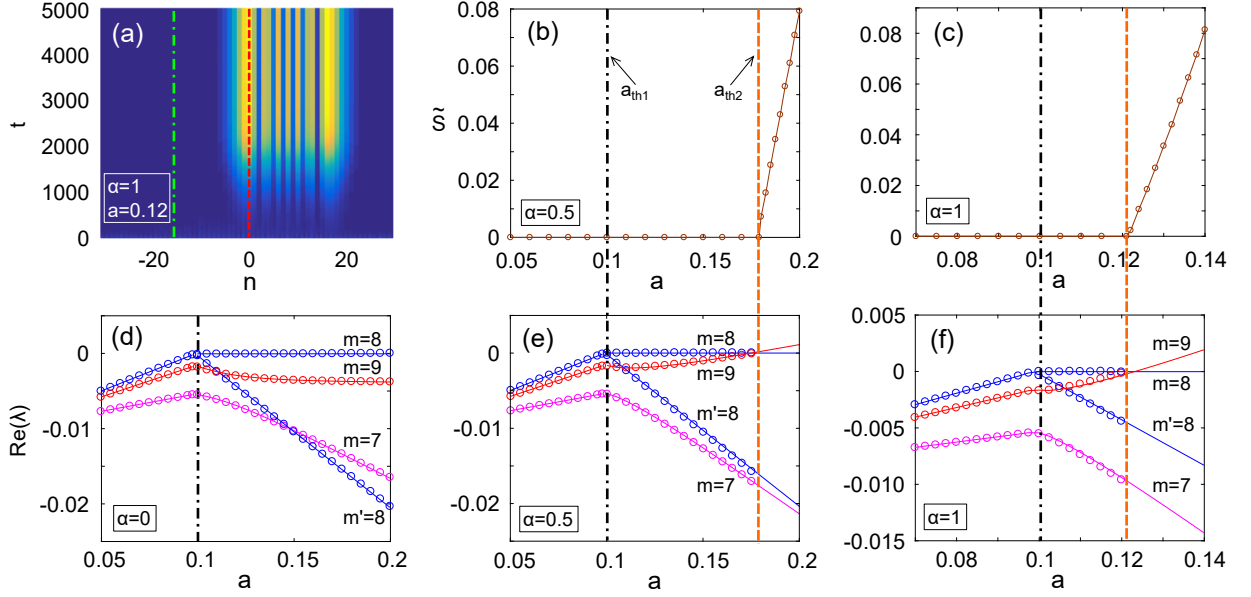 (a)
5000
4000
3000
2000
1000
0
t
α=1
a=0.12
-20
0
20
n
(b)
0.08
0.06
0.04
0.02
0
S̃
a_th1
a_th2
α=0.5
0.05
0.1
0.15
0.2
a
(c)
0.08
0.06
0.04
0.02
0
α=1
0.08
0.10
0.12
0.14
a
(d)
0
-0.01
-0.02
Re(λ)
m=8
m=9
m=7
m'=8
α=0
0.05
0.1
0.15
0.2
a
(e)
0
-0.01
-0.02
m=8
m=9
m'=8
m=7
α=0.5
0.05
0.1
0.15
0.2
a
(f)
0.005
0
-0.005
-0.010
-0.015
m=9
m=8
m'=8
m=7
α=1
0.08
0.10
0.12
0.14
a